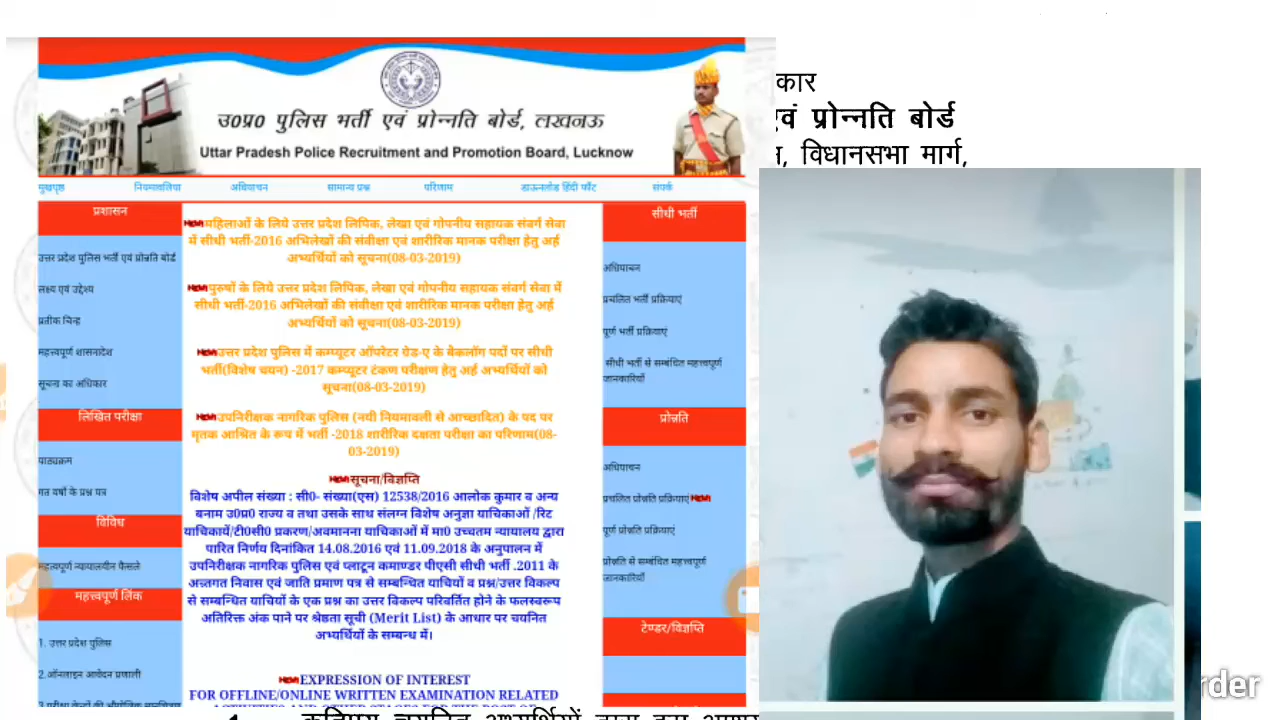 उ0प्र0 पुलिस भर्ती एवं प्रोन्नति बोर्ड, लखनऊ
Uttar Pradesh Police Recruitment and Promotion Board, Lucknow
मुखपृष्ठ नियमावलियां अधियाचन सामान्य प्रश्न परिणाम डाऊनलोड हिंदी फॉंट संपर्क
प्रशासन
उत्तर प्रदेश पुलिस भर्ती एवं प्रोन्नति बोर्ड
लक्ष्य एवं उद्देश्य
प्रतीक चिन्ह
महत्त्वपूर्ण शासनादेश
सूचना का अधिकार
लिखित परीक्षा
पाठ्यक्रम
गत वर्षो के प्रश्न पत्र
विविध
महत्वपूर्ण न्यायालयीन फैसले
महत्त्वपूर्ण लिंक
1. उत्तर प्रदेश पुलिस
2.ऑनलाइन आवेदन प्रणाली
महिलाओं के लिये उत्तर प्रदेश लिपिक, लेखा एवं गोपनीय सहायक संवर्ग सेवा
में सीधी भर्ती-2016 अभिलेखों की संवीक्षा एवं शारीरिक मानक परीक्षा हेतु अर्ह
अभ्यर्थियों को सूचना(08-03-2019)
पुरुषों के लिये उत्तर प्रदेश लिपिक, लेखा एवं गोपनीय सहायक संवर्ग सेवा में
सीधी भर्ती-2016 अभिलेखों की संवीक्षा एवं शारीरिक मानक परीक्षा हेतु अर्ह
अभ्यर्थियों को सूचना(08-03-2019)
उत्तर प्रदेश पुलिस में कम्प्यूटर ऑपरेटर ग्रेड-ए के बैकलॉग पदों पर सीधी
भर्ती(विशेष चयन) -2017 कम्प्यूटर टंकण परीक्षण हेतु अर्ह अभ्यर्थियों को
सूचना(08-03-2019)
उपनिरीक्षक नागरिक पुलिस (नयी नियमावली से आच्छादित) के पद पर
मृतक आश्रित के रूप में भर्ती -2018 शारीरिक दक्षता परीक्षा का परिणाम(08-
03-2019)
सूचना/विज्ञप्ति
विशेष अपील संख्या : सी0- संख्या(एस) 12538/2016 आलोक कुमार व अन्य
बनाम उ0प्र0 राज्य व तथा उसके साथ संलग्न विशेष अनुज्ञा याचिकाओं /रिट
याचिकायें/टी0सी0 प्रकरण/अवमानना याचिकाओं में मा0 उच्चतम न्यायालय द्वारा
पारित निर्णय दिनांकित 14.08.2016 एवं 11.09.2018 के अनुपालन में
उपनिरीक्षक नागरिक पुलिस एवं प्लाटून कमाण्डर पीएसी सीधी भर्ती .2011 के
अन्तगत निवास एवं जाति प्रमाण पत्र से सम्बन्धित याचियों व प्रश्न/उत्तर विकल्प
से सम्बन्धित याचियों के एक प्रश्न का उत्तर विकल्प परिवर्तित होने के फलस्वरूप
अतिरिक्त अंक पाने पर श्रेष्ठता सूची (Merit List) के आधार पर चयनित
अभ्यर्थियों के सम्बन्ध में।
EXPRESSION OF INTEREST
FOR OFFLINE/ONLINE WRITTEN EXAMINATION RELATED
सीधी भर्ती
अधियाचन
प्रचलित भर्ती प्रक्रियाएं
पूर्ण भर्ती प्रक्रियाएं
सीधी भर्ती से सम्बंधित महत्त्वपूर्ण
जानकारियाँ
प्रोन्नति
अधियाचन
प्रचलित प्रोन्नति प्रक्रियाएं
पूर्ण प्रोन्नति प्रक्रियाएं
प्रोन्नति से सम्बंधित महत्त्वपूर्ण
जानकारियाँ
टेण्डर/विज्ञप्ति
कार
एवं प्रोन्नति बोर्ड
, विधानसभा मार्ग,
rder